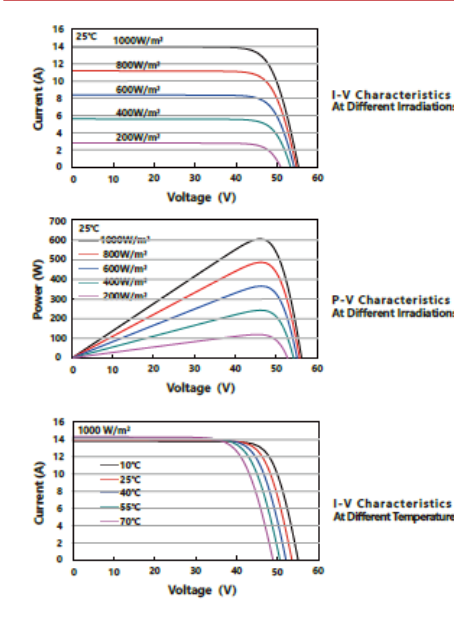 16
14
12
10
8
6
4
2
0
25℃
1000W/m²
800W/m²
600W/m²
400W/m²
200W/m²
Current (A)
0 10 20 30 40 50 60
Voltage (V)
I-V Characteristics
At Different Irradiations
700
600
500
400
300
200
100
0
25℃
1000W/m²
800W/m²
600W/m²
400W/m²
200W/m²
Power (W)
0 10 20 30 40 50 60
Voltage (V)
P-V Characteristics
At Different Irradiations
16
14
12
10
8
6
4
2
0
1000 W/m²
10℃
25℃
40℃
55℃
70℃
Current (A)
0 10 20 30 40 50 60
Voltage (V)
I-V Characteristics
At Different Temperature